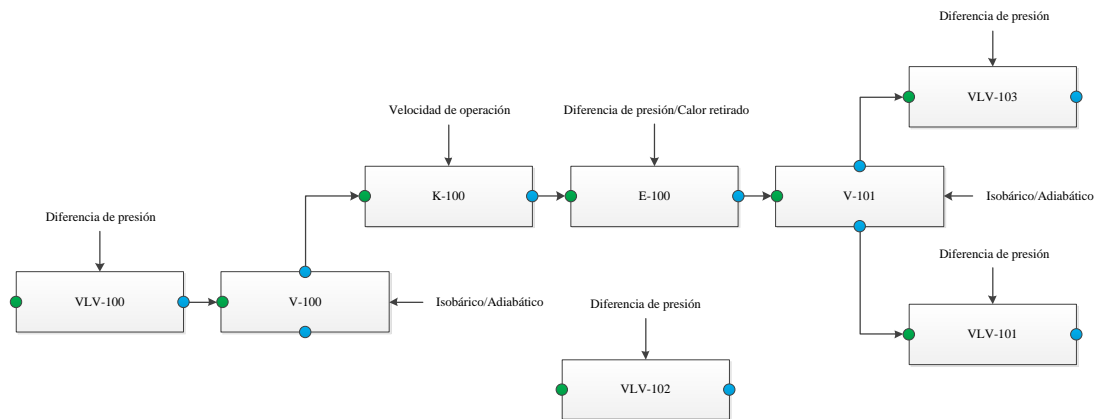 Diferencia de presión
VLV-103
Velocidad de operación
Diferencia de presión/Calor retirado
K-100
E-100
V-101
Isobárico/Adiabático
Diferencia de presión
Diferencia de presión
VLV-100
V-100
Isobárico/Adiabático
Diferencia de presión
VLV-101
VLV-102